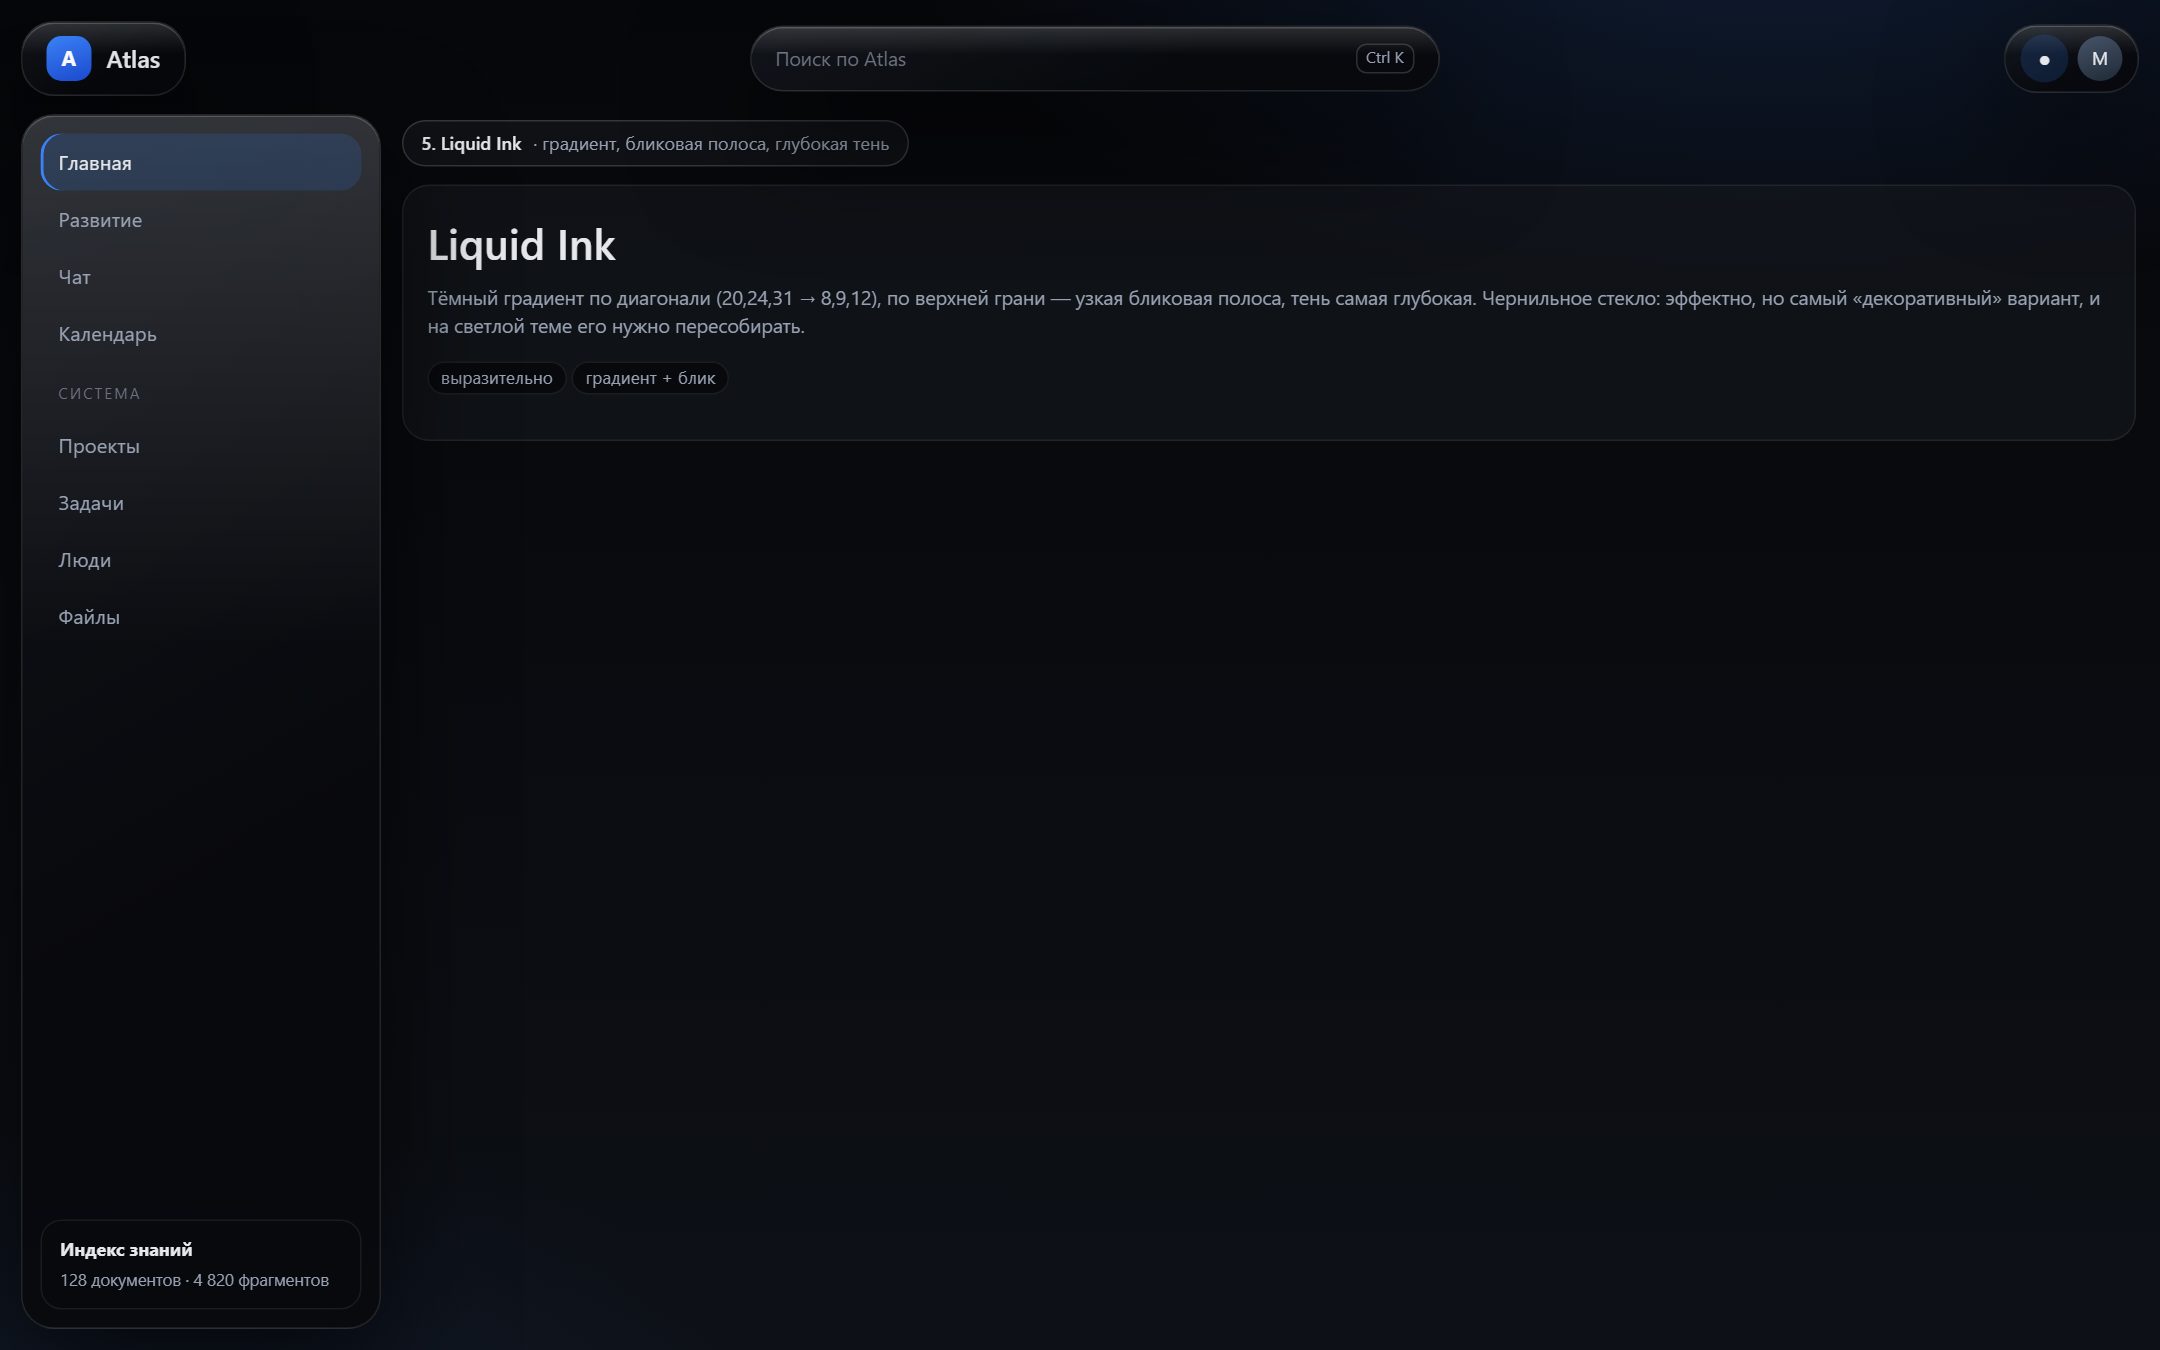 A Atlas
Поиск по Atlas Ctrl K
M
Главная
Развитие
Чат
Календарь
СИСТЕМА
Проекты
Задачи
Люди
Файлы
Индекс знаний
128 документов · 4 820 фрагментов
5. Liquid Ink · градиент, бликовая полоса, глубокая тень
Liquid Ink
Тёмный градиент по диагонали (20,24,31 → 8,9,12), по верхней грани — узкая бликовая полоса, тень самая глубокая. Чернильное стекло: эффектно, но самый «декоративный» вариант, и
на светлой теме его нужно пересобирать.
выразительно градиент + блик